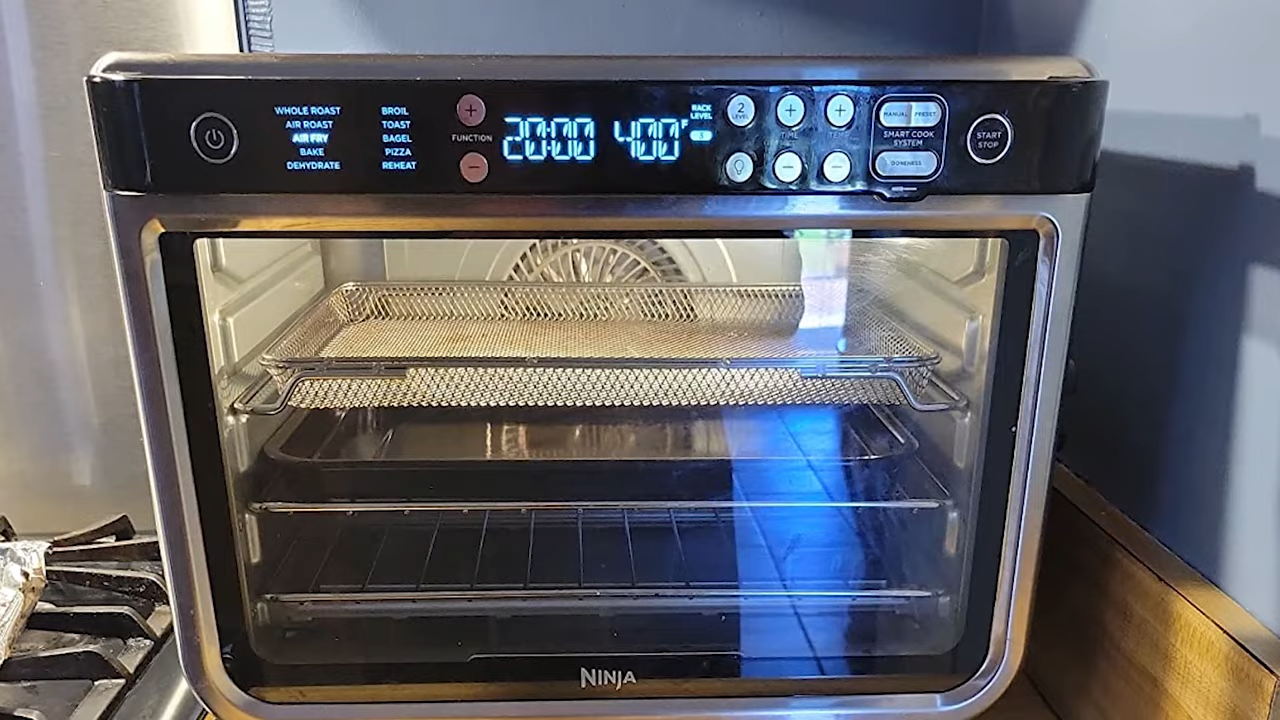 WHOLE ROAST
AIR ROAST
AIR FRY
BAKE
DEHYDRATE
BROIL
TOAST
BAGEL
PIZZA
REHEAT
+
FUNCTION
−
20:00
400°F
RACK
LEVEL
2
LEVEL
+
TIME
−
+
TEMP
−
MANUAL PRESET
SMART COOK
SYSTEM
DONENESS
START
STOP
NINJA